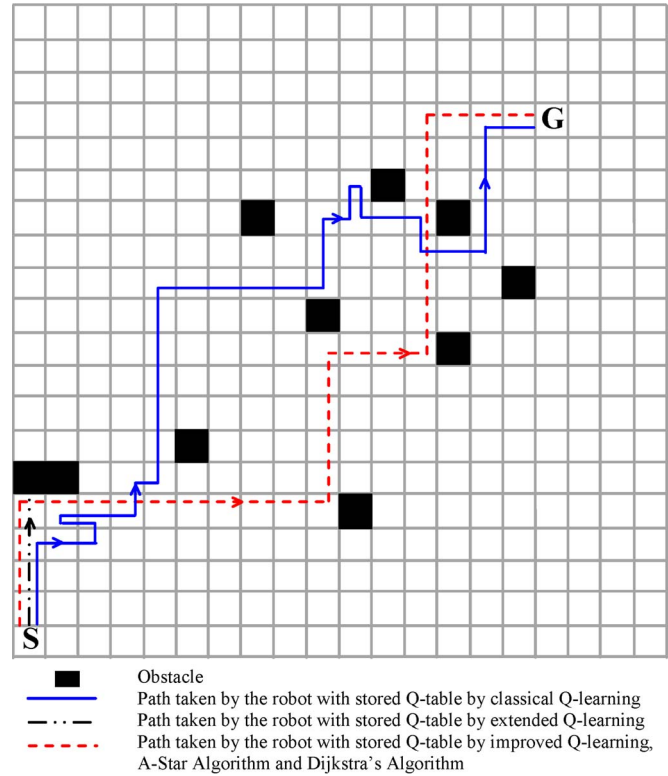 G
S
Obstacle
Path taken by the robot with stored Q-table by classical Q-learning
Path taken by the robot with stored Q-table by extended Q-learning
Path taken by the robot with stored Q-table by improved Q-learning,
A-Star Algorithm and Dijkstra's Algorithm